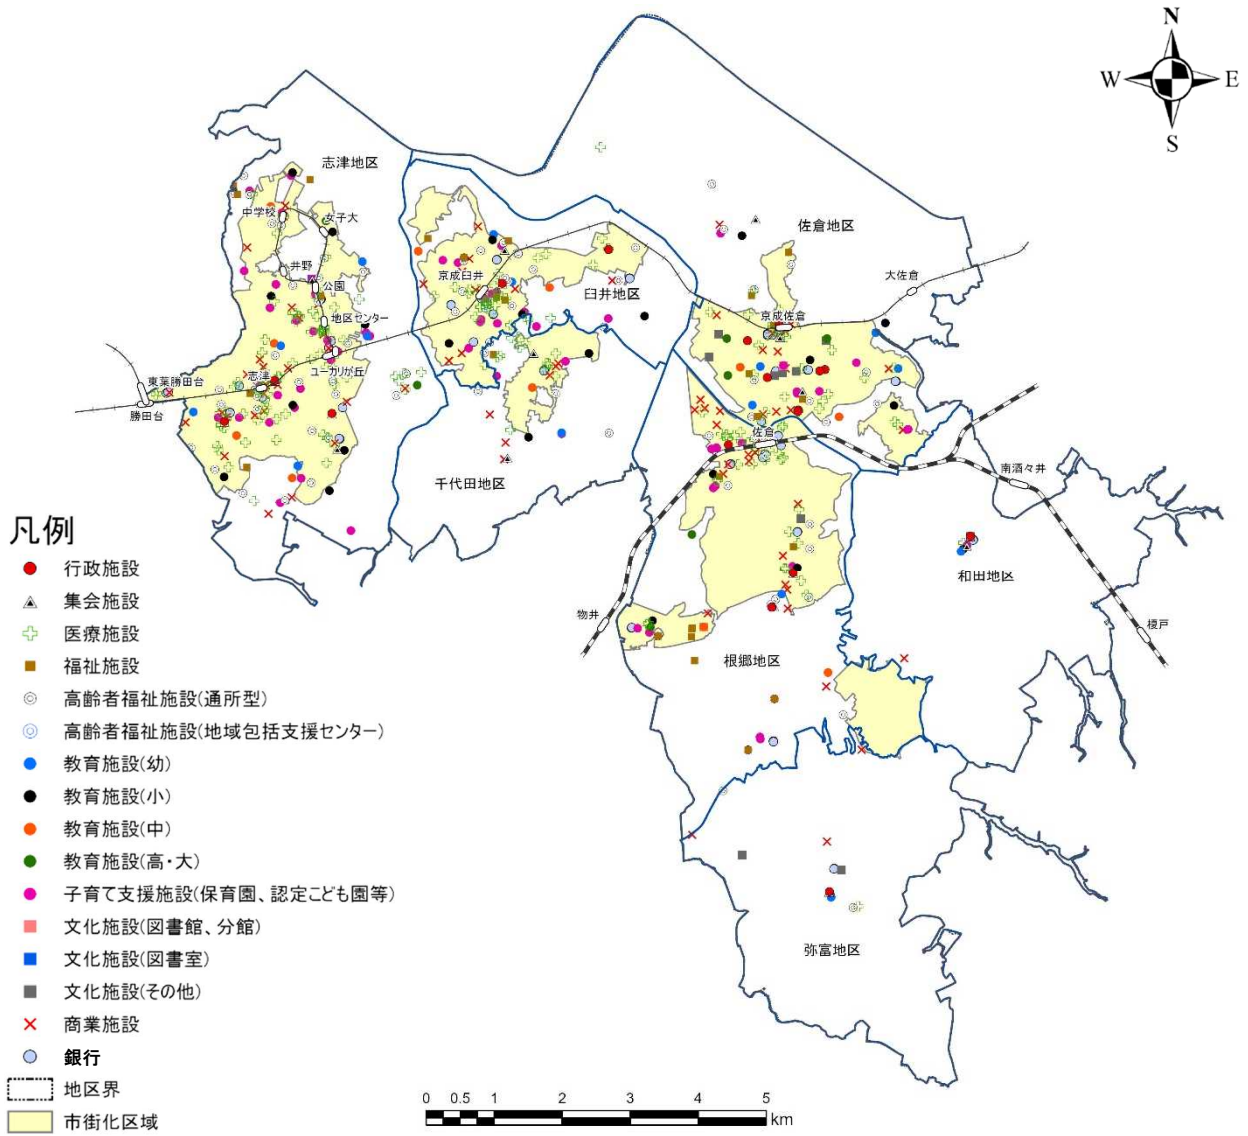 N
W
E
S
志津地区
中学校
女子大
井野
公園
地区センター
ユーカリが丘
志津
東葉勝田台
勝田台
京成臼井
臼井地区
佐倉地区
大佐倉
京成佐倉
佐倉
南酒々井
千代田地区
和田地区
物井
榎戸
根郷地区
弥富地区
凡例
行政施設
集会施設
医療施設
福祉施設
高齢者福祉施設(通所型)
高齢者福祉施設(地域包括支援センター)
教育施設(幼)
教育施設(小)
教育施設(中)
教育施設(高・大)
子育て支援施設(保育園、認定こども園等)
文化施設(図書館、分館)
文化施設(図書室)
文化施設(その他)
商業施設
銀行
地区界
市街化区域
0 0.5 1 2 3 4 5
km